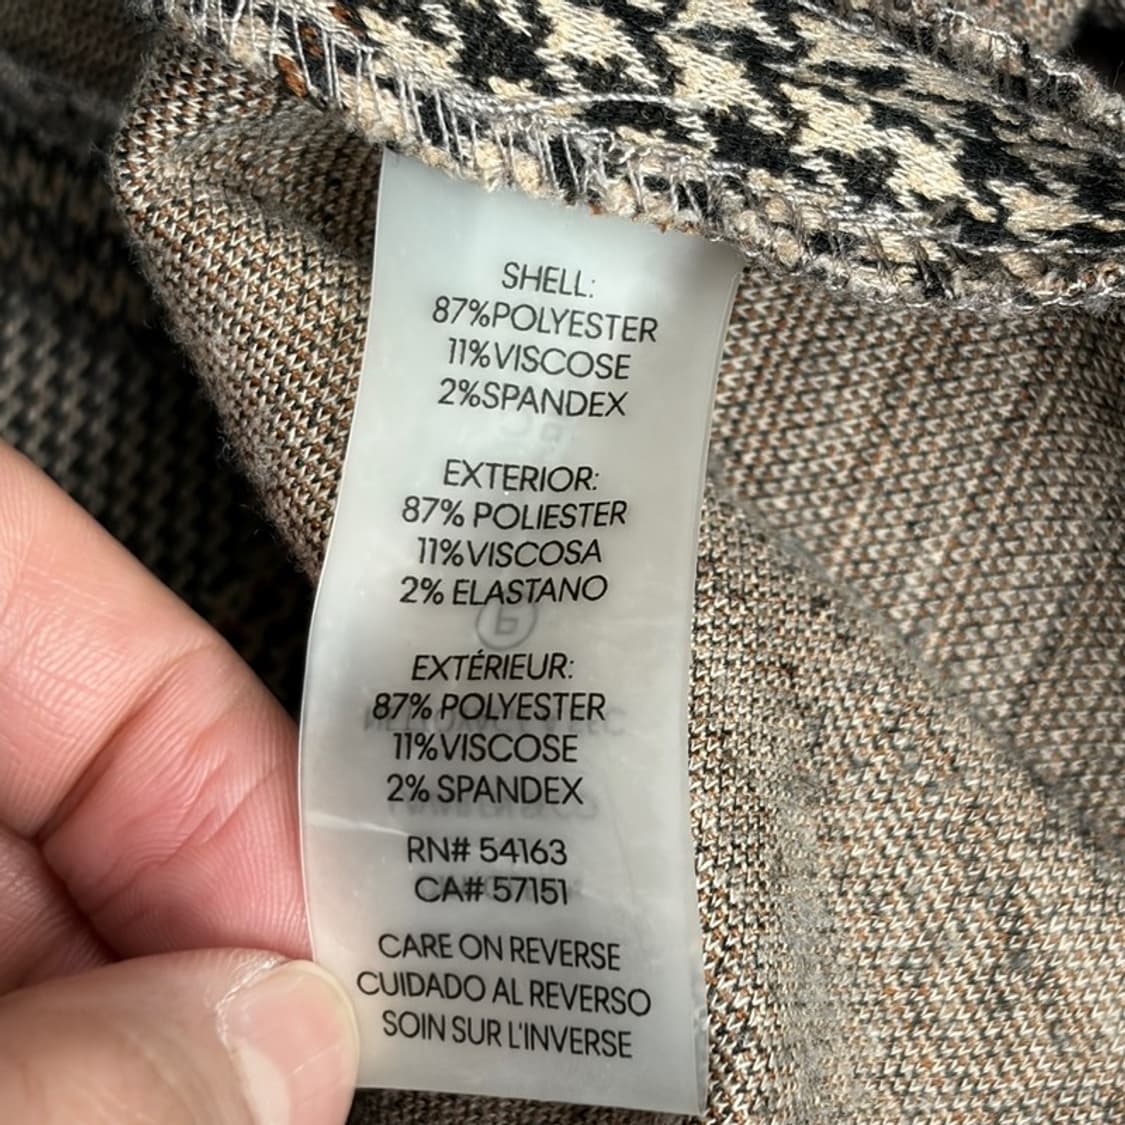 SHELL:
87%POLYESTER
11%VISCOSE
2%SPANDEX
EXTERIOR:
87% POLIESTER
11%VISCOSA
2% ELASTANO
EXTÉRIEUR:
87% POLYESTER
11%VISCOSE
2% SPANDEX
RN# 54163
CA# 57151
CARE ON REVERSE
CUIDADO AL REVERSO
SOIN SUR L'INVERSE